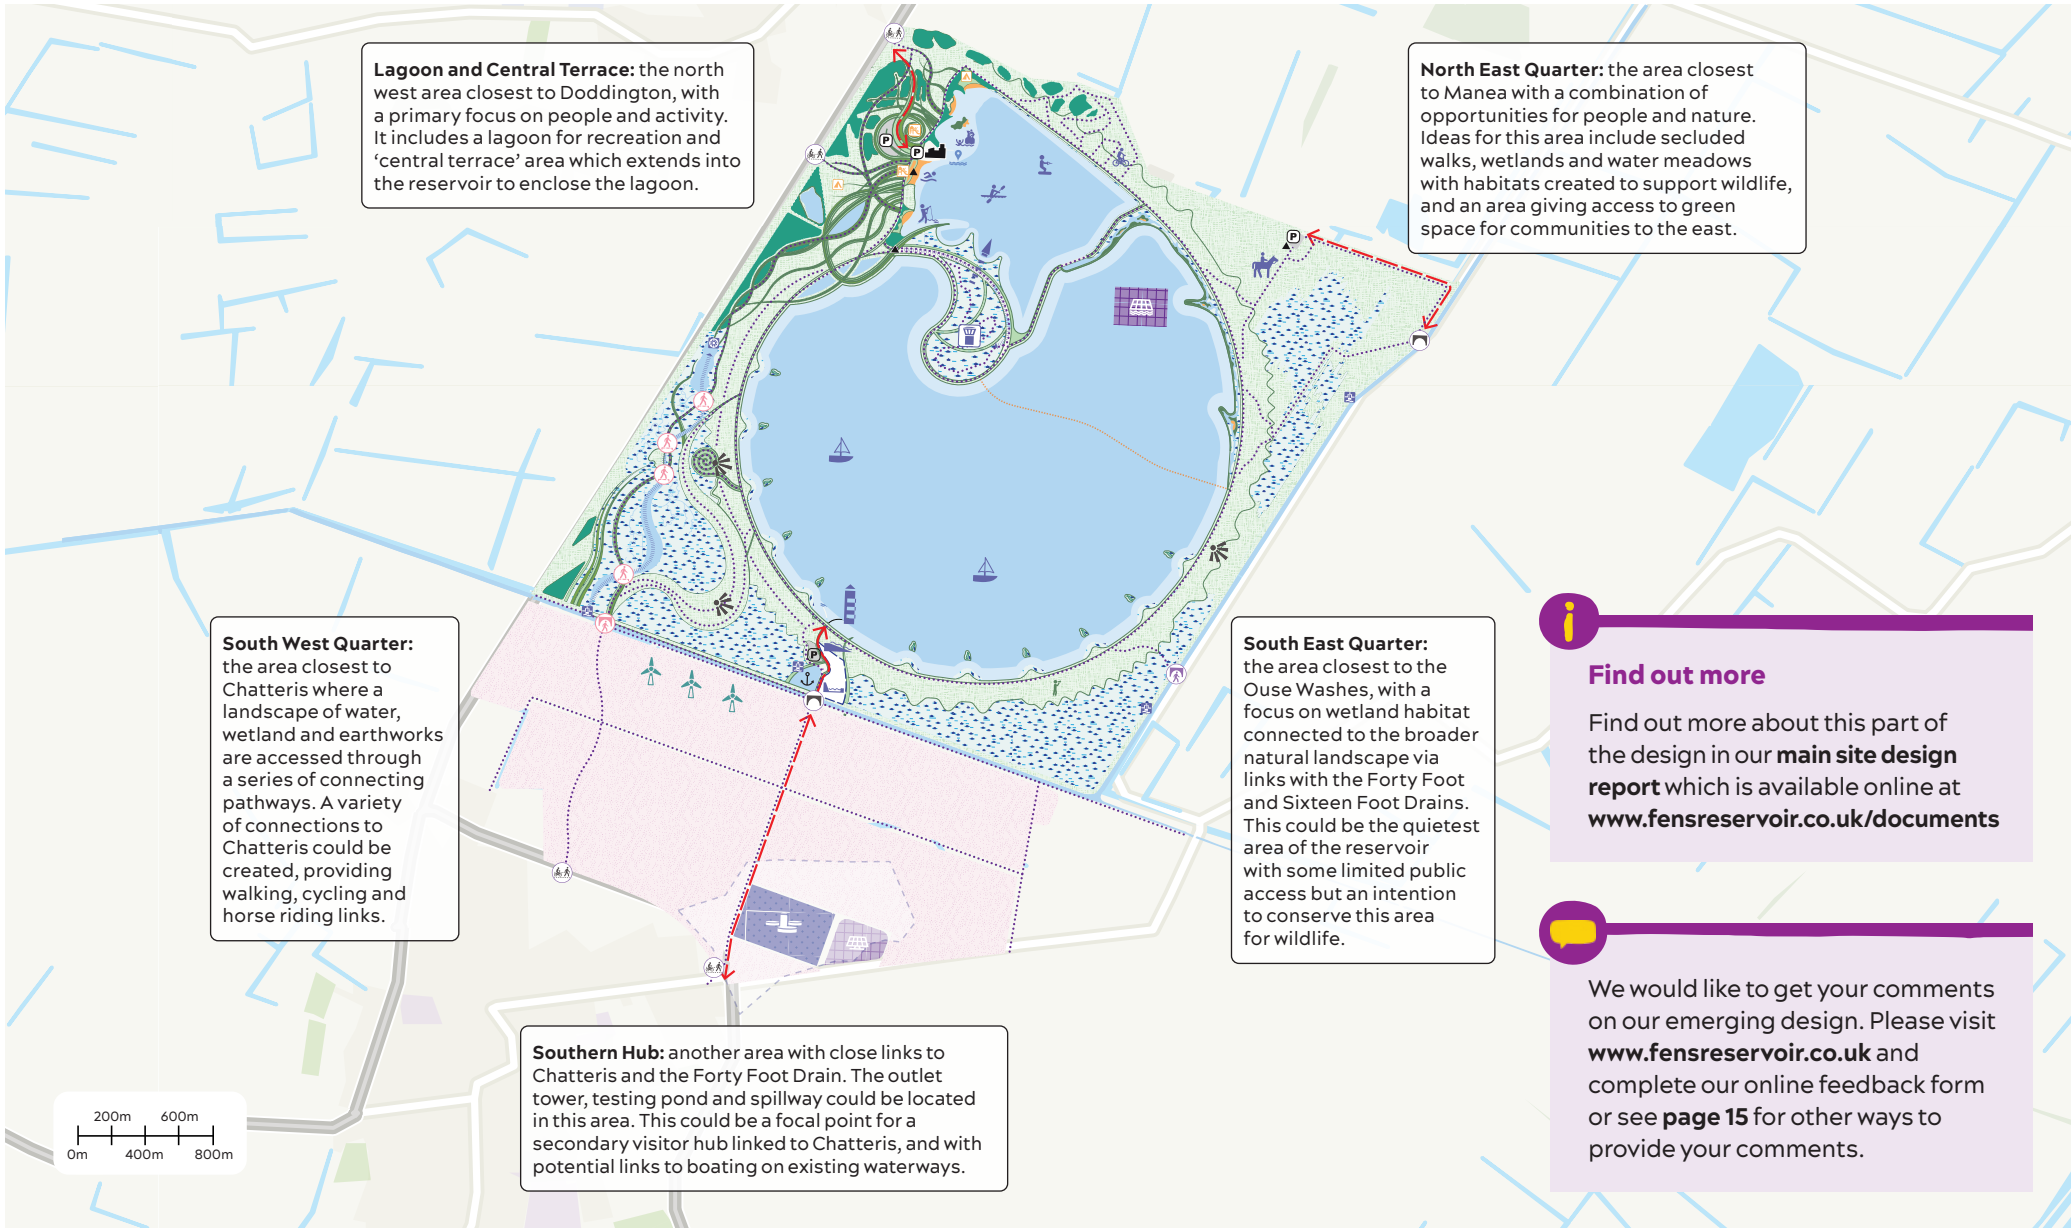 Lagoon and Central Terrace: the north
west area closest to Doddington, with
a primary focus on people and activity.
It includes a lagoon for recreation and
‘central terrace’ area which extends into
the reservoir to enclose the lagoon.
North East Quarter: the area closest
to Manea with a combination of
opportunities for people and nature.
Ideas for this area include secluded
walks, wetlands and water meadows
with habitats created to support wildlife,
and an area giving access to green
space for communities to the east.
P
P
P
P
South West Quarter:
the area closest to
Chatteris where a
landscape of water,
wetland and earthworks
are accessed through
a series of connecting
pathways. A variety
of connections to
Chatteris could be
created, providing
walking, cycling and
horse riding links.
South East Quarter:
the area closest to the
Ouse Washes, with a
focus on wetland habitat
connected to the broader
natural landscape via
links with the Forty Foot
and Sixteen Foot Drains.
This could be the quietest
area of the reservoir
with some limited public
access but an intention
to conserve this area
for wildlife.
i
Find out more
Find out more about this part of
the design in our main site design
report which is available online at
www.fensreservoir.co.uk/documents
We would like to get your comments
on our emerging design. Please visit
www.fensreservoir.co.uk and
complete our online feedback form
or see page 15 for other ways to
provide your comments.
Southern Hub: another area with close links to
Chatteris and the Forty Foot Drain. The outlet
tower, testing pond and spillway could be located
in this area. This could be a focal point for a
secondary visitor hub linked to Chatteris, and with
potential links to boating on existing waterways.
200m 600m
0m 400m 800m